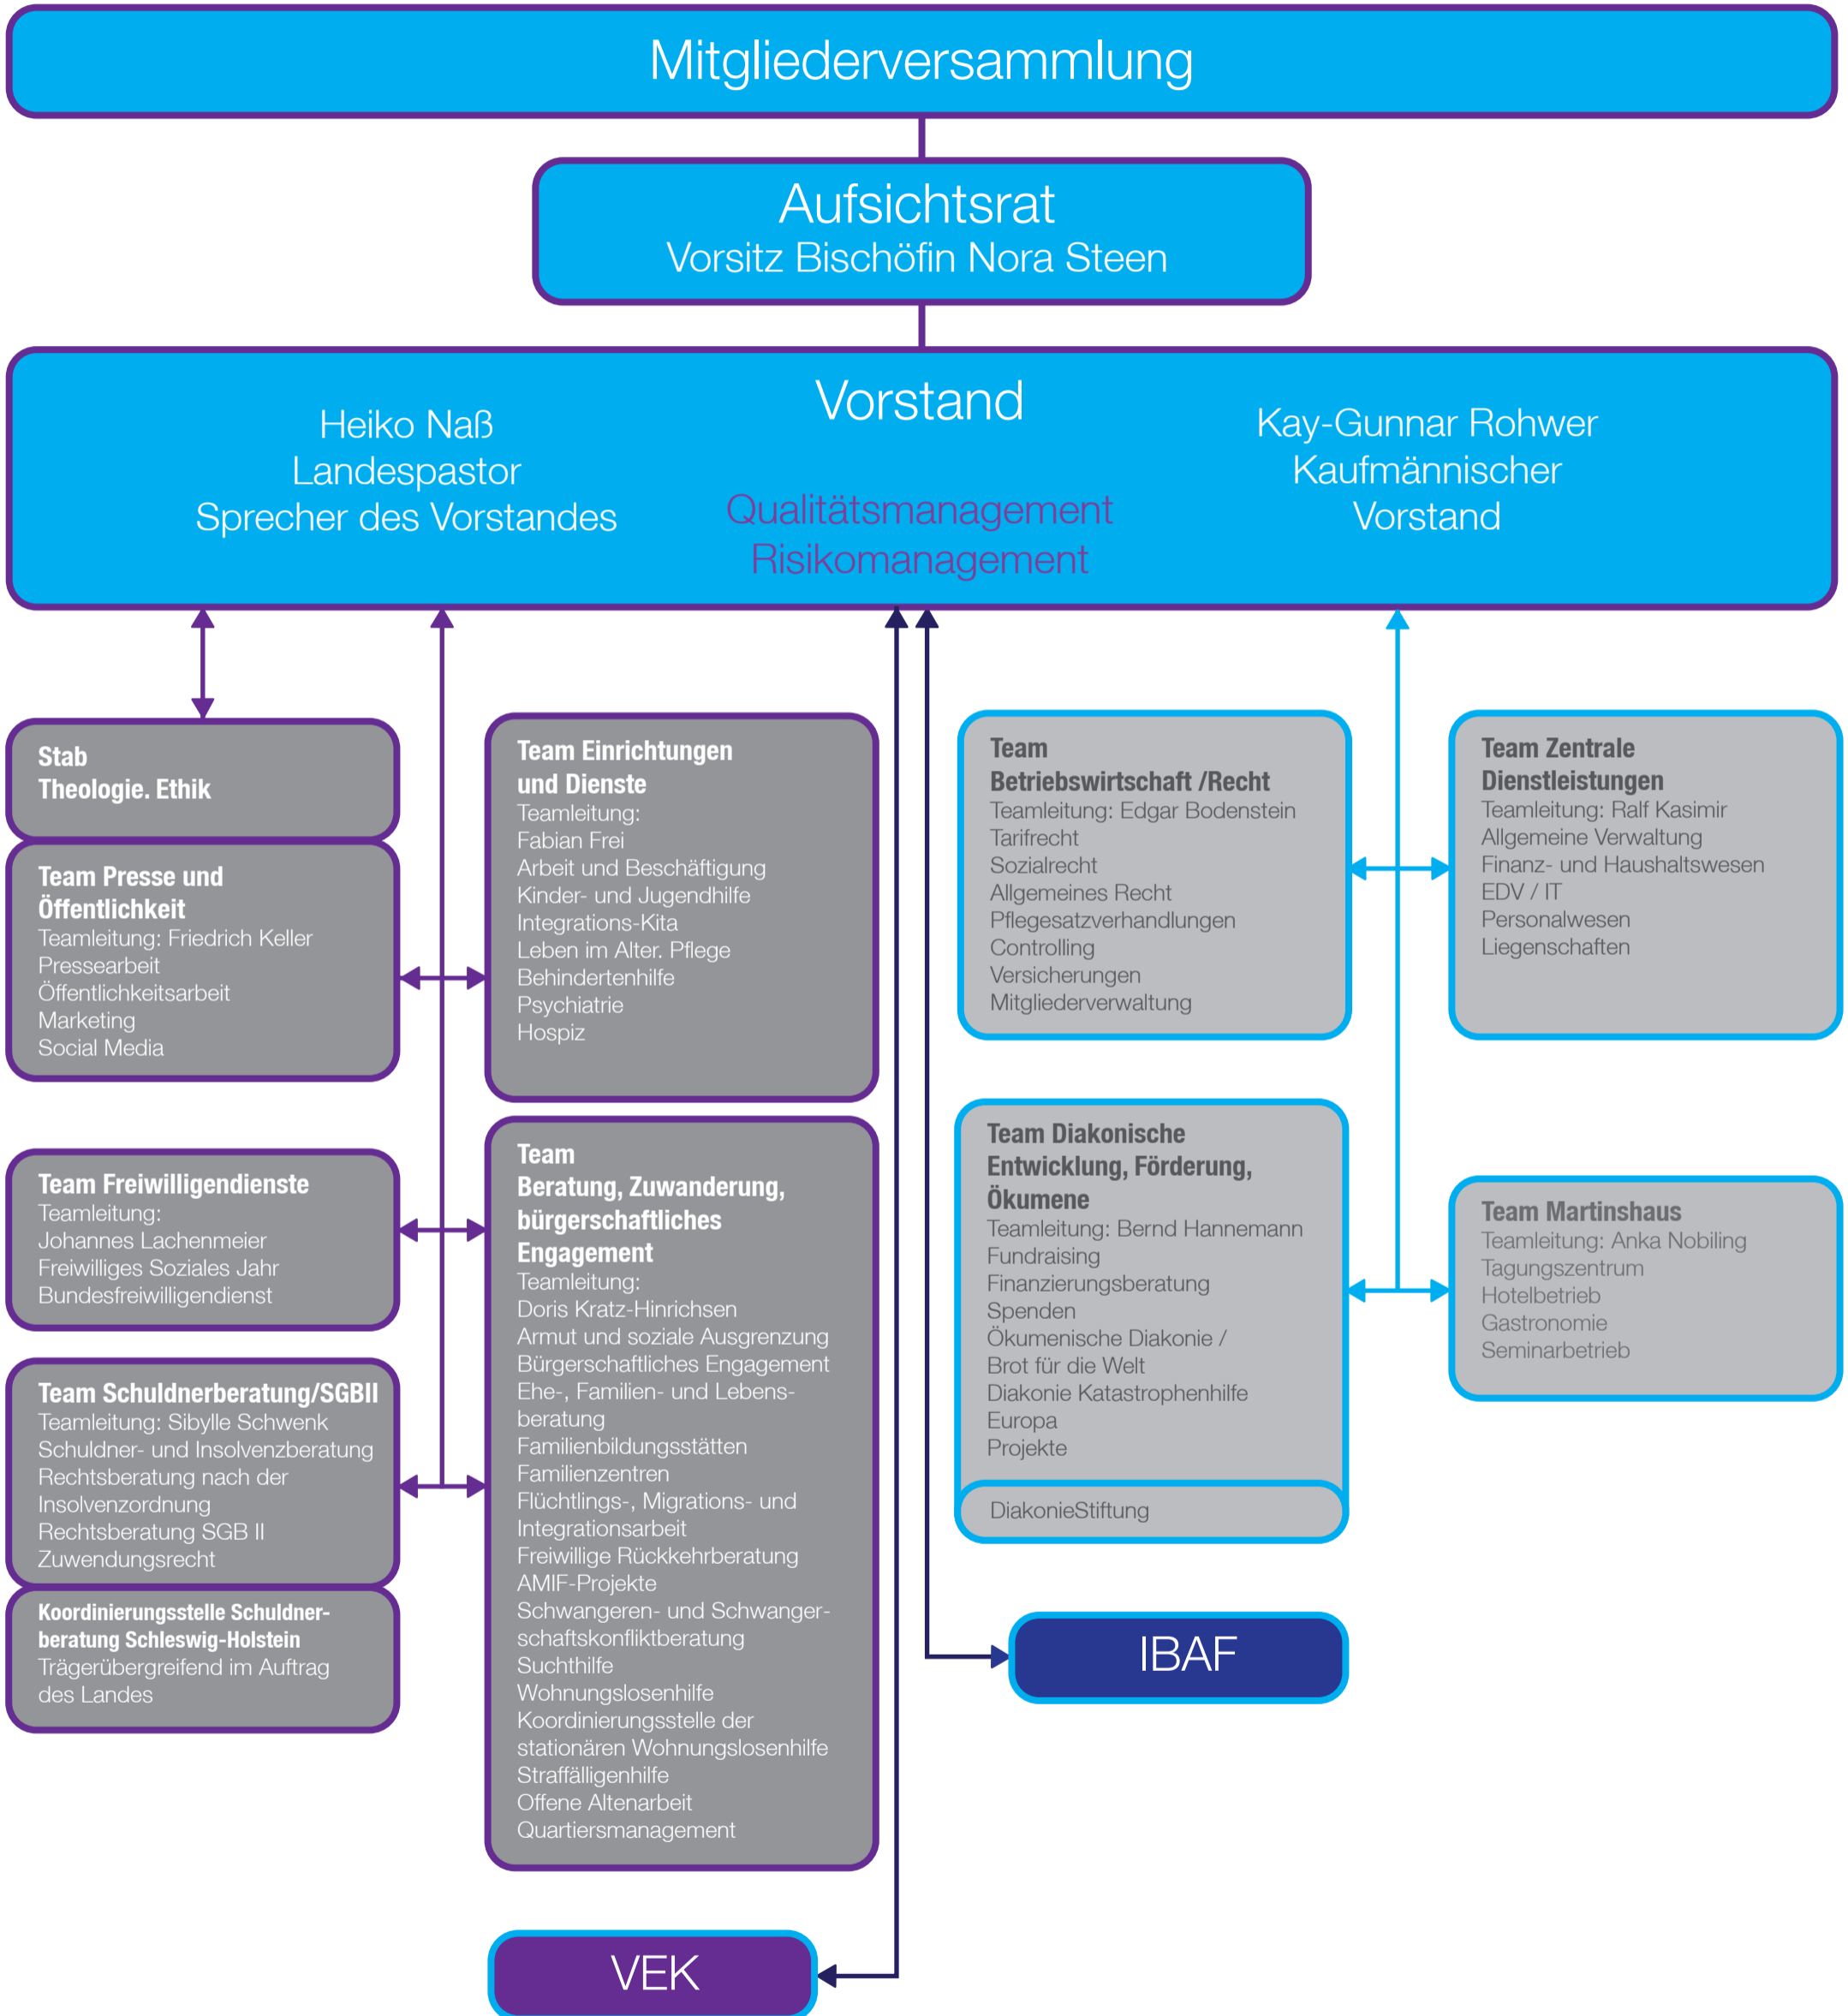 Mitgliederversammlung
Aufsichtsrat
Vorsitz Bischöfin Nora Steen
Vorstand
Heiko Naß
Landespastor
Sprecher des Vorstandes
Qualitätsmanagement
Risikomanagement
Kay-Gunnar Rohwer
Kaufmännischer
Vorstand
Stab
Theologie. Ethik
Team Presse und
Öffentlichkeit
Teamleitung: Friedrich Keller
Pressearbeit
Öffentlichkeitsarbeit
Marketing
Social Media
Team Freiwilligendienste
Teamleitung:
Johannes Lachenmeier
Freiwilliges Soziales Jahr
Bundesfreiwilligendienst
Team Schuldnerberatung/SGBII
Teamleitung: Sibylle Schwenk
Schuldner- und Insolvenzberatung
Rechtsberatung nach der
Insolvenzordnung
Rechtsberatung SGB II
Zuwendungsrecht
Koordinierungsstelle Schuldner-
beratung Schleswig-Holstein
Trägerübergreifend im Auftrag
des Landes
Team Einrichtungen
und Dienste
Teamleitung:
Fabian Frei
Arbeit und Beschäftigung
Kinder- und Jugendhilfe
Integrations-Kita
Leben im Alter. Pflege
Behindertenhilfe
Psychiatrie
Hospiz
Team
Beratung, Zuwanderung,
bürgerschaftliches
Engagement
Teamleitung:
Doris Kratz-Hinrichsen
Armut und soziale Ausgrenzung
Bürgerschaftliches Engagement
Ehe-, Familien- und Lebens-
beratung
Familienbildungsstätten
Familienzentren
Flüchtlings-, Migrations- und
Integrationsarbeit
Freiwillige Rückkehrberatung
AMIF-Projekte
Schwangeren- und Schwanger-
schaftskonfliktberatung
Suchthilfe
Wohnungslosenhilfe
Koordinierungsstelle der
stationären Wohnungslosenhilfe
Straffälligenhilfe
Offene Altenarbeit
Quartiersmanagement
VEK
Team
Betriebswirtschaft /Recht
Teamleitung: Edgar Bodenstein
Tarifrecht
Sozialrecht
Allgemeines Recht
Pflegesatzverhandlungen
Controlling
Versicherungen
Mitgliederverwaltung
Team Zentrale
Dienstleistungen
Teamleitung: Ralf Kasimir
Allgemeine Verwaltung
Finanz- und Haushaltswesen
EDV / IT
Personalwesen
Liegenschaften
Team Diakonische
Entwicklung, Förderung,
Ökumene
Teamleitung: Bernd Hannemann
Fundraising
Finanzierungsberatung
Spenden
Ökumenische Diakonie /
Brot für die Welt
Diakonie Katastrophenhilfe
Europa
Projekte
DiakonieStiftung
Team Martinshaus
Teamleitung: Anka Nobiling
Tagungszentrum
Hotelbetrieb
Gastronomie
Seminarbetrieb
IBAF